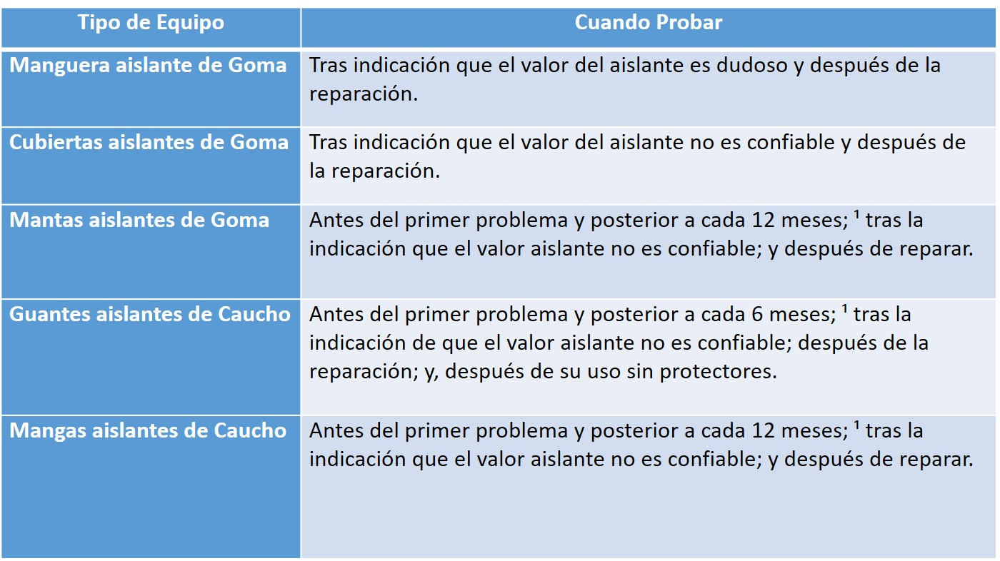 Tipo de Equipo
Cuando Probar
Manguera aislante de Goma
Tras indicación que el valor del aislante es dudoso y después de la
reparación.
Cubiertas aislantes de Goma
Tras indicación que el valor del aislante no es confiable y después de
la reparación.
Mantas aislantes de Goma
Antes del primer problema y posterior a cada 12 meses; ¹ tras la
indicación que el valor aislante no es confiable; y después de reparar.
Guantes aislantes de Caucho
Antes del primer problema y posterior a cada 6 meses; ¹ tras la
indicación de que el valor aislante no es confiable; después de la
reparación; y, después de su uso sin protectores.
Mangas aislantes de Caucho
Antes del primer problema y posterior a cada 12 meses; ¹ tras la
indicación que el valor aislante no es confiable; y después de reparar.